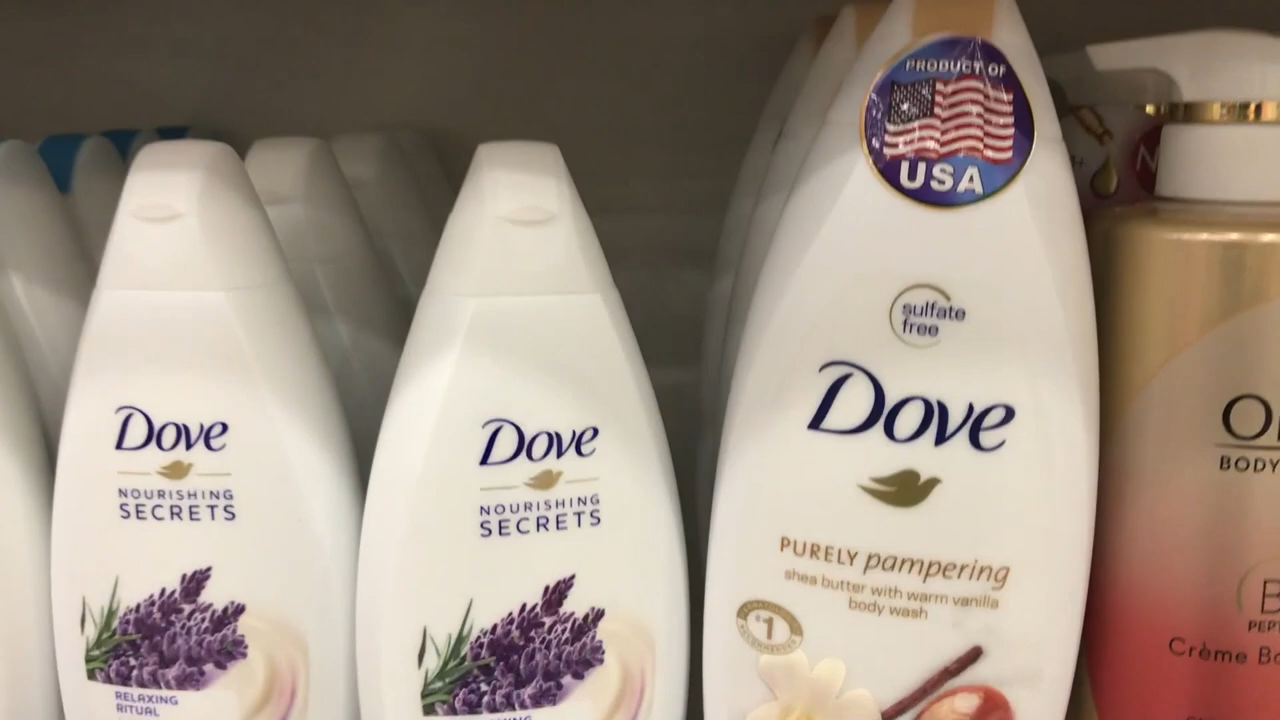 Dove
NOURISHING
SECRETS
RELAXING
RITUAL
Dove
NOURISHING
SECRETS
PRODUCT OF
USA
sulfate
free
Dove
PURELY pampering
shea butter with warm vanilla
body wash
#1
BODY
Crème